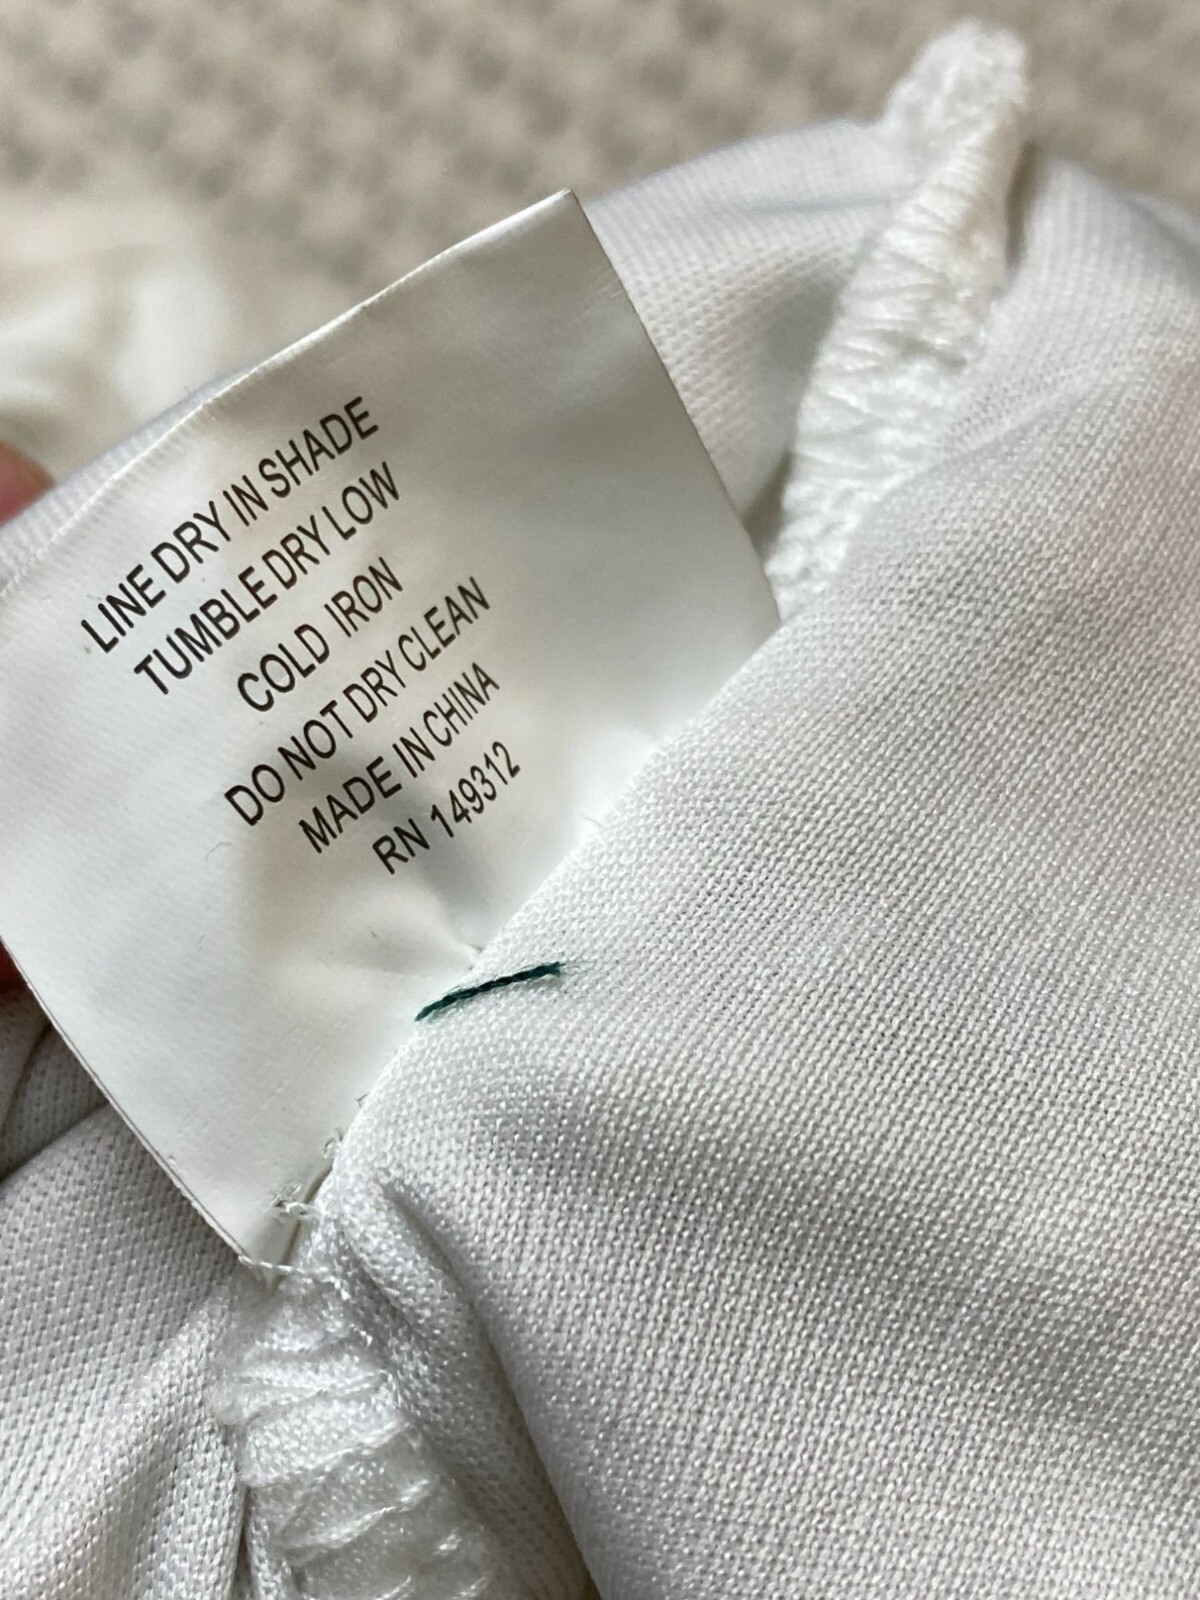 LINE DRY IN SHADE
TUMBLE DRY LOW
COLD IRON
DO NOT DRY CLEAN
MADE IN CHINA
RN 149312